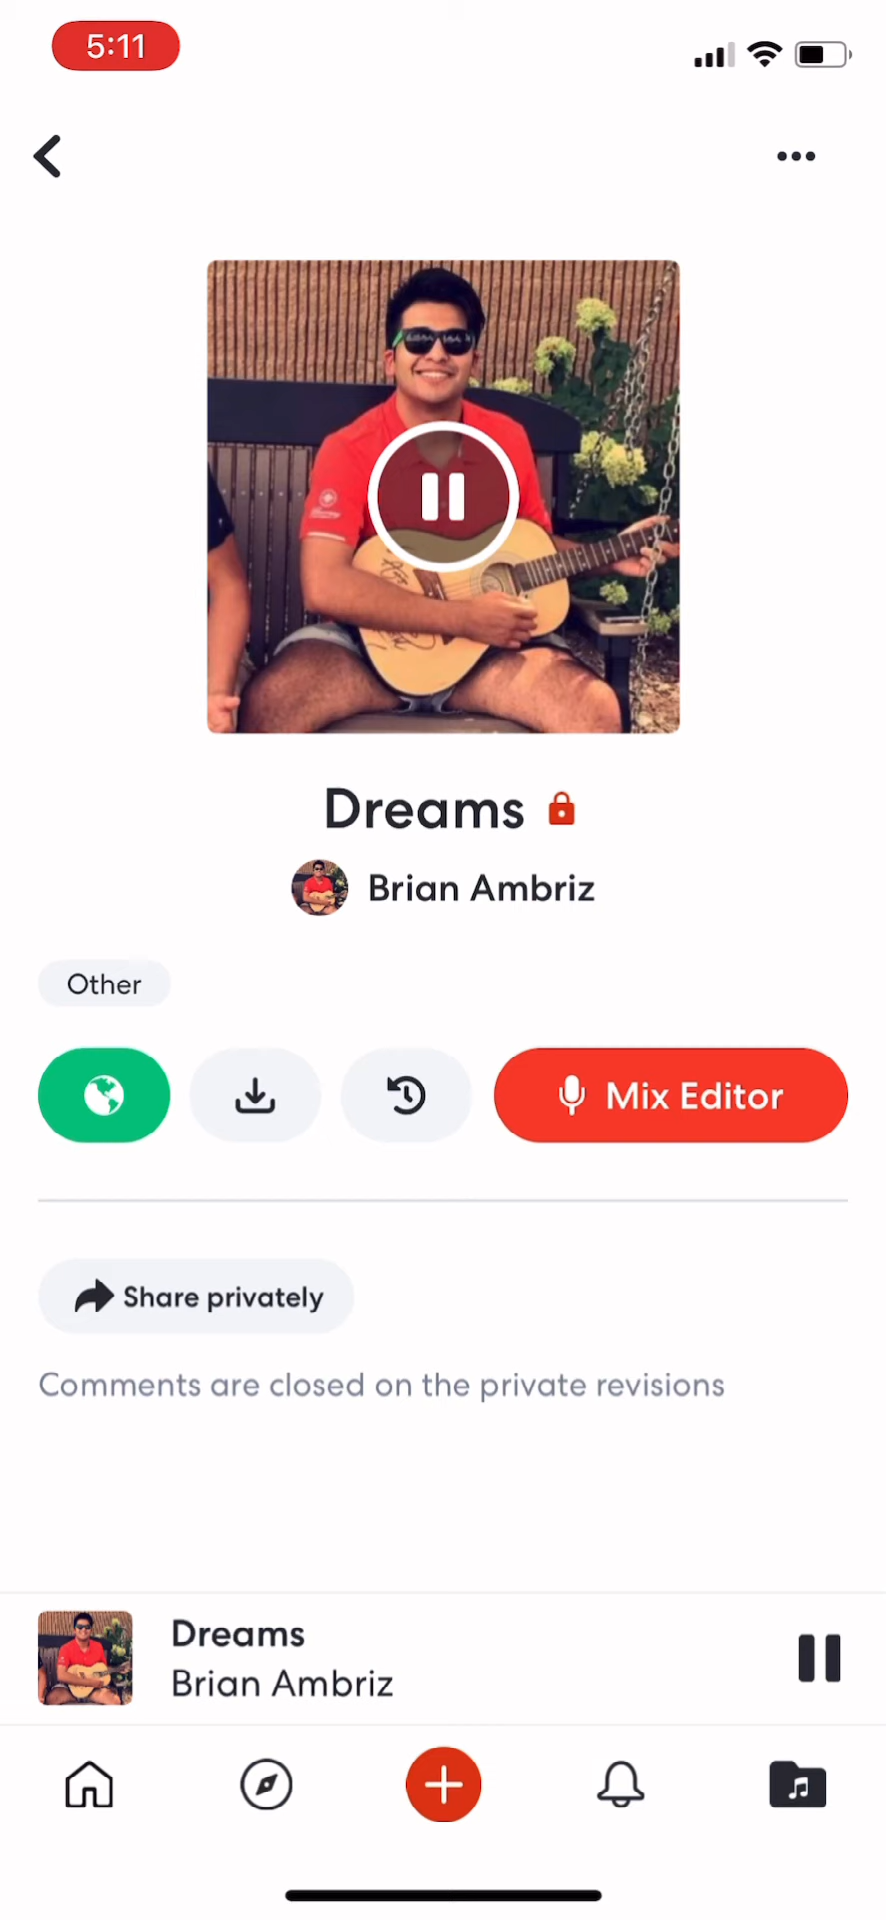 5:11
Dreams
Brian Ambriz
Other
Mix Editor
Share privately
Comments are closed on the private revisions
Dreams
Brian Ambriz